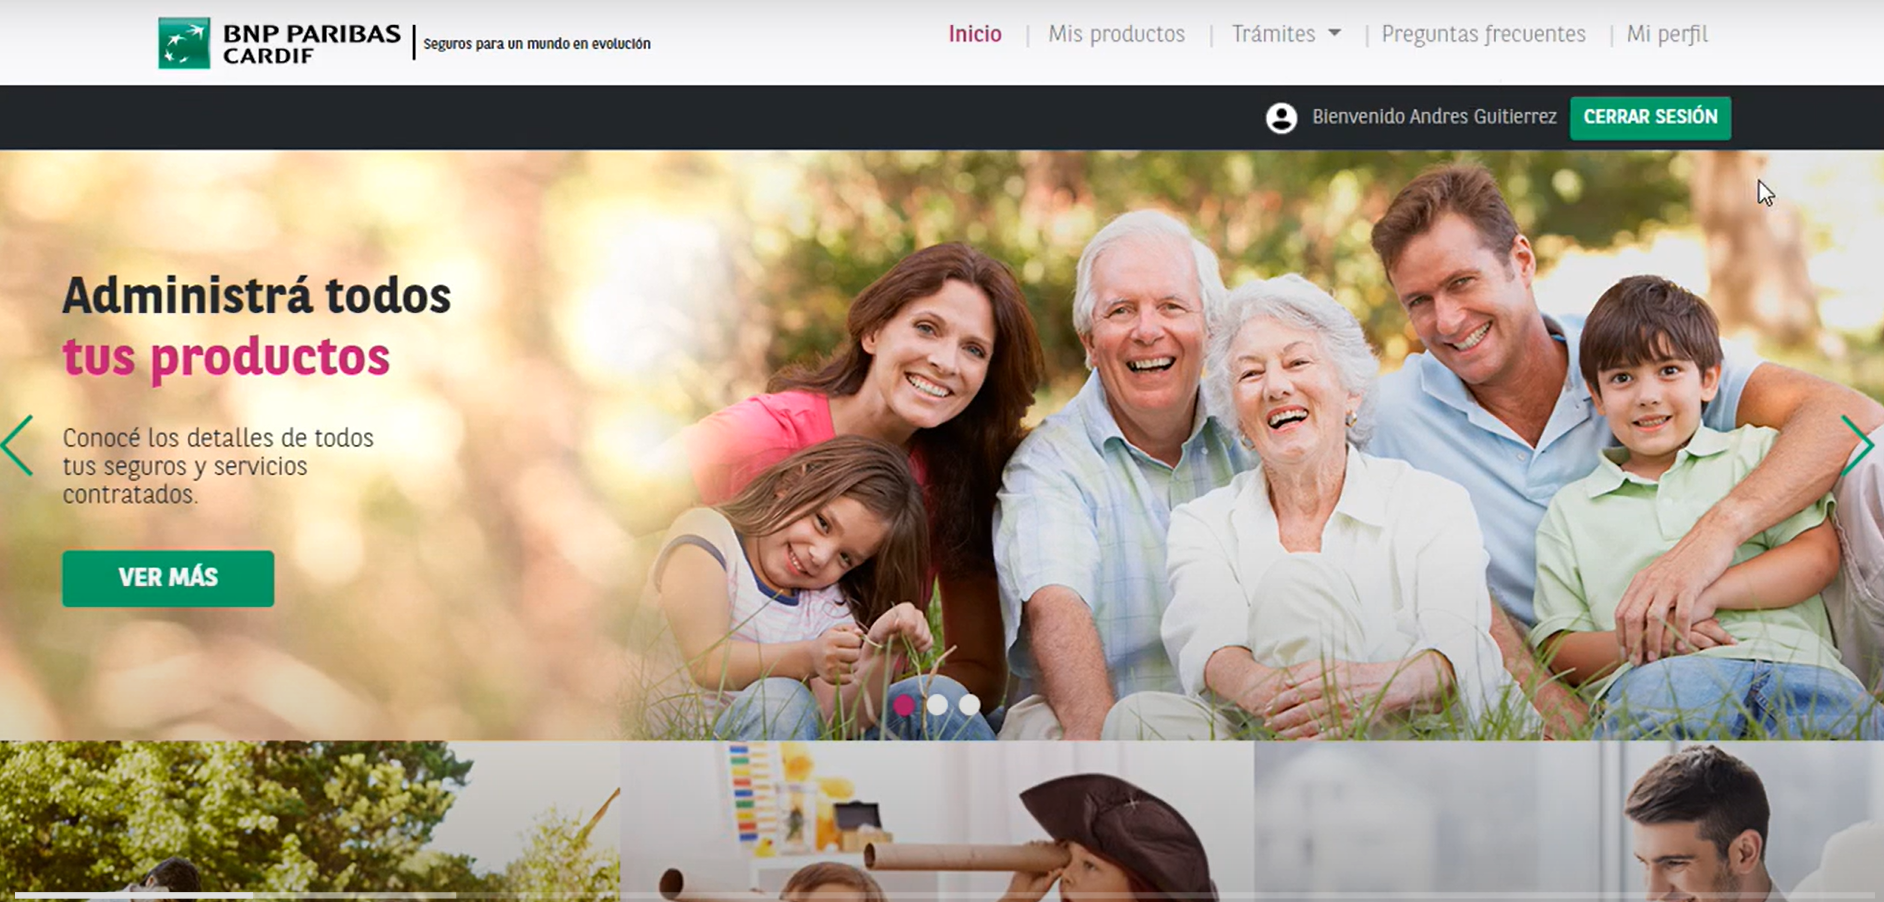 BNP PARIBAS
CARDIF
Seguros para un mundo en evolución
Inicio
Mis productos
Trámites
Preguntas frecuentes
Mi perfil
Bienvenido Andres Guitierrez
CERRAR SESIÓN
Administrá todos
tus productos
Conocé los detalles de todos
tus seguros y servicios
contratados.
VER MÁS